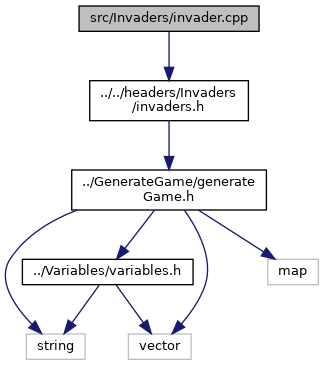 src/Invaders/invader.cpp
../../headers/Invaders
/invaders.h
../GenerateGame/generate
Game.h
../Variables/variables.h
map
string
vector